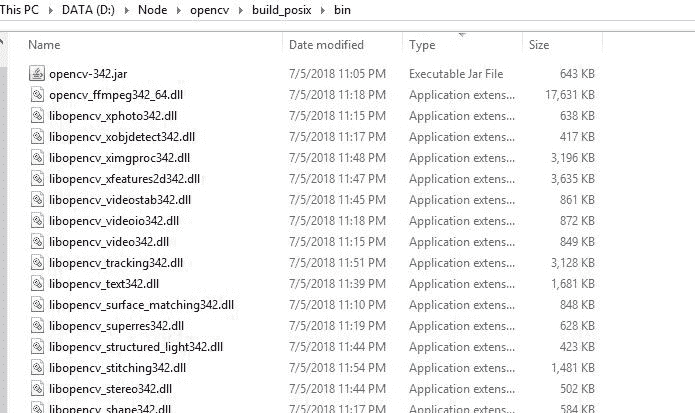 This PC > DATA (D:) > Node > opencv > build_posix > bin
Name Date modified Type Size
opencv-342.jar 7/5/2018 11:05 PM Executable Jar File 643 KB
opencv_ffmpeg342_64.dll 7/5/2018 11:18 PM Application extens... 17,631 KB
libopencv_xphoto342.dll 7/5/2018 11:15 PM Application extens... 638 KB
libopencv_xobjdetect342.dll 7/5/2018 11:17 PM Application extens... 417 KB
libopencv_ximgproc342.dll 7/5/2018 11:48 PM Application extens... 3,196 KB
libopencv_xfeatures2d342.dll 7/5/2018 11:47 PM Application extens... 3,635 KB
libopencv_videostab342.dll 7/5/2018 11:45 PM Application extens... 861 KB
libopencv_videoio342.dll 7/5/2018 11:18 PM Application extens... 872 KB
libopencv_video342.dll 7/5/2018 11:15 PM Application extens... 849 KB
libopencv_tracking342.dll 7/5/2018 11:51 PM Application extens... 3,128 KB
libopencv_text342.dll 7/5/2018 11:39 PM Application extens... 1,681 KB
libopencv_surface_matching342.dll 7/5/2018 11:10 PM Application extens... 848 KB
libopencv_superres342.dll 7/5/2018 11:19 PM Application extens... 628 KB
libopencv_structured_light342.dll 7/5/2018 11:44 PM Application extens... 423 KB
libopencv_stitching342.dll 7/5/2018 11:54 PM Application extens... 1,481 KB
libopencv_stereo342.dll 7/5/2018 11:44 PM Application extens... 502 KB
libopencv_shape342.dll 7/5/2018 11:17 PM Application extens... 584 KB